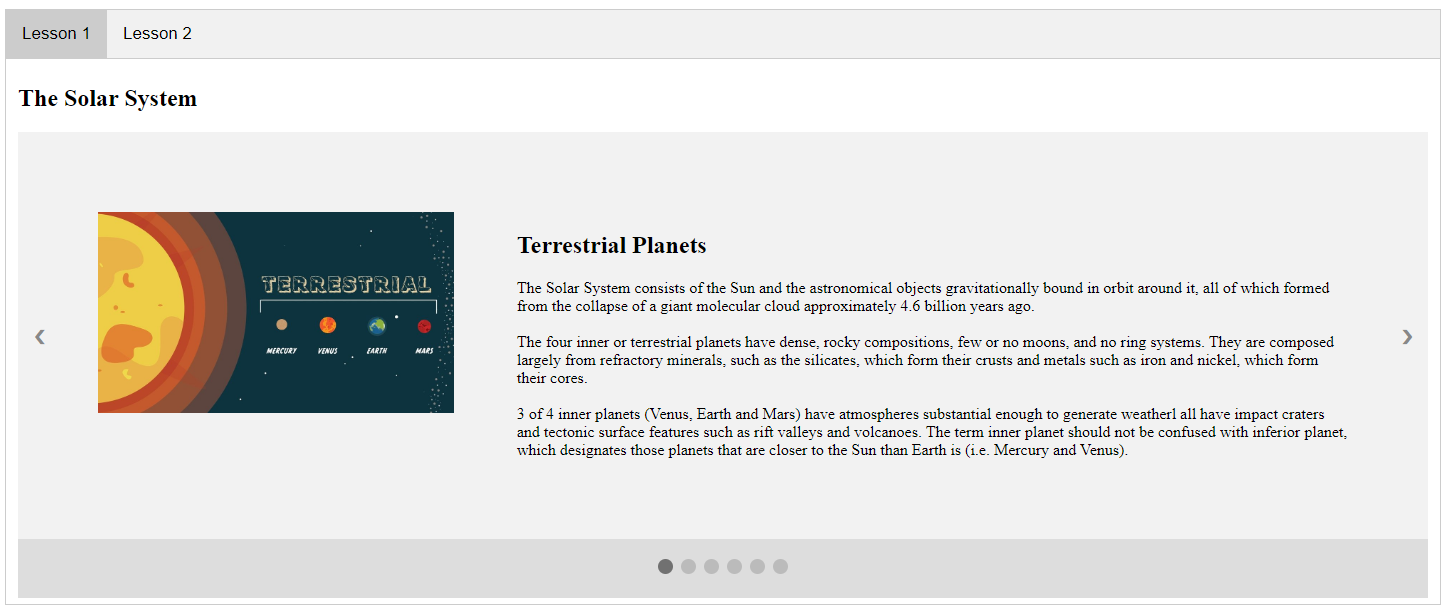 Lesson 1 Lesson 2
The Solar System
TERRESTRIAL
MERCURY VENUS EARTH MARS
Terrestrial Planets
The Solar System consists of the Sun and the astronomical objects gravitationally bound in orbit around it, all of which formed
from the collapse of a giant molecular cloud approximately 4.6 billion years ago.
The four inner or terrestrial planets have dense, rocky compositions, few or no moons, and no ring systems. They are composed
largely from refractory minerals, such as the silicates, which form their crusts and metals such as iron and nickel, which form
their cores.
3 of 4 inner planets (Venus, Earth and Mars) have atmospheres substantial enough to generate weatherl all have impact craters
and tectonic surface features such as rift valleys and volcanoes. The term inner planet should not be confused with inferior planet,
which designates those planets that are closer to the Sun than Earth is (i.e. Mercury and Venus).